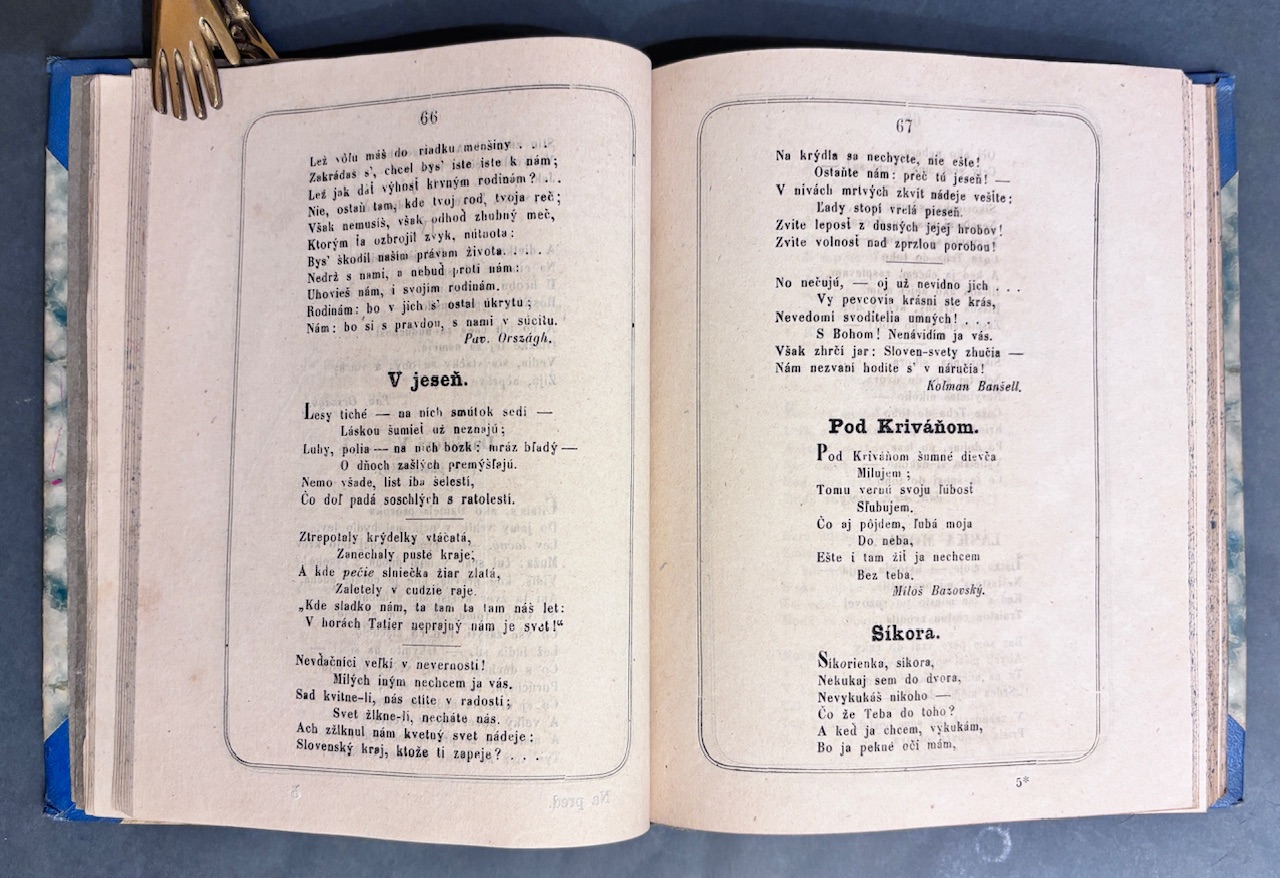 66
Lež vôľu máš do riadku menšiny . . .
Zakrádaš s', chcel bys' iste iste k nám;
Lež jak dáť výhosť krvným rodinám? . .
Nie, ostaň tam, kde tvoj rod, tvoja reč;
Však nemusíš, však odhoď zhubný meč,
Ktorým ťa ozbrojil zvyk, nútnota:
Bys' škodil našim právam života. . . .
Nedrž s nami, a nebuď proti nám:
Uhovieš nám, i svojím rodinám.
Rodinám: bo v jich s' ostal úkrytu;
Nám: bo si s pravdou, s nami v súcitu.
Pav. Országh.
V jeseň.
Lesy tiché — na nich smútok sedí —
Láskou šumieť už neznajú;
Luhy, polia — na nich bozk: mráz bľadý —
O dňoch zašlých premýšľajú.
Nemo všade, list iba šelestí,
Čo doľ padá soschlých s ratolestí.
Ztrepotaly krýdelky vtáčatá,
Zanechaly pusté kraje;
A kde pečie slniečka žiar zlatá,
Zaletely v cudzie raje.
„Kde sladko nám, ta tam ta tam náš let:
V horách Tatier neprajný nám je svet!“
Nevďačníci veľkí v nevernosti!
Milých iným nechcem ja vás.
Sad kvitne-li, nás ctíte v radosti;
Svet žlkne-li, necháte nás.
Ach zžlknul nám kvetný svet nádeje:
Slovenský kraj, ktože ti zapeje? . . .
Na pred.
5
67
Na krýdla sa nechycte, nie ešte!
Ostaňte nám: preč tú jeseň! —
V nivách mrtvých zkvit nádeje vešite:
Ľady stopí vrelá pieseň.
Zvite leposť z dusných jejej hrobov!
Zvite volnosť nad zprzlou porobou!
No nečujú, — oj už nevidno jich . . .
Vy pevcovia krásni ste krás,
Nevedomí svoditelia umných! . . .
S Bohom! Nenávidím ja vás.
Však zhrčí jar: Sloven-svety zhučia —
Nám nezvaní hodíte s' v náručia!
Kolman Banšell.
Pod Kriváňom.
Pod Kriváňom šumné dievča
Milujem;
Tomu vernú svoju ľúbosť
Sľubujem.
Čo aj pôjdem, ľubá moja
Do neba,
Ešte i tam žiť ja nechcem
Bez teba.
Miloš Bazovský.
Síkora.
Síkorienka, síkora,
Nekukaj sem do dvora,
Nevykukáš nikoho —
Čo že Teba do toho?
A keď ja chcem, vykukám,
Bo ja pekné oči mám,
5*